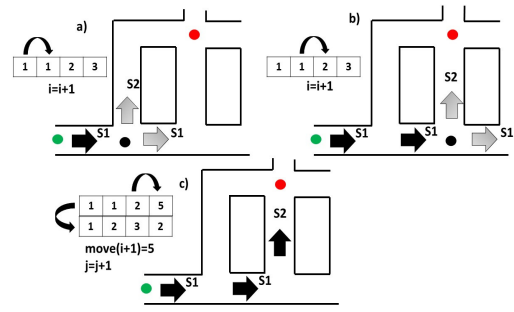 a)
1 1 2 3
i=i+1
S2
S1 S1
b)
1 1 2 3
i=i+1
S2
S1 S1 S1
c)
1 1 2 5
1 2 3 2
move(i+1)=5
j=j+1
S2
S1 S1